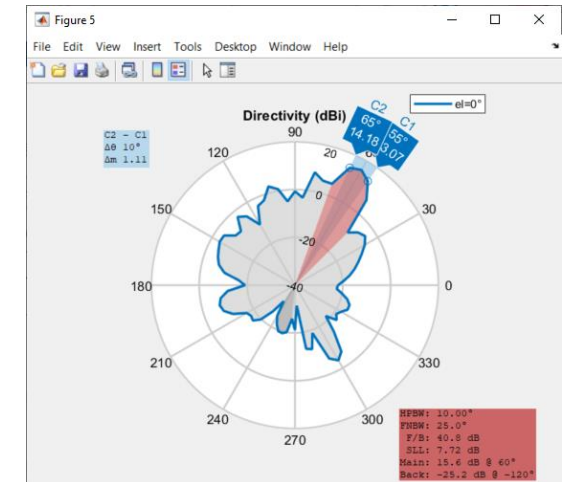 Figure 5
File Edit View Insert Tools Desktop Window Help
el=0°
Directivity (dBi)
C2 C1
65° 55°
14.18 3.07
C2 - C1
Δθ 10°
Δm 1.11
90
120
20
150
0
30
-20
180
-40
0
210
330
240
300
270
HPBW: 10.00°
FNBW: 25.0°
F/B: 40.8 dB
SLL: 7.72 dB
Main: 15.6 dB @ 60°
Back: -25.2 dB @ -120°